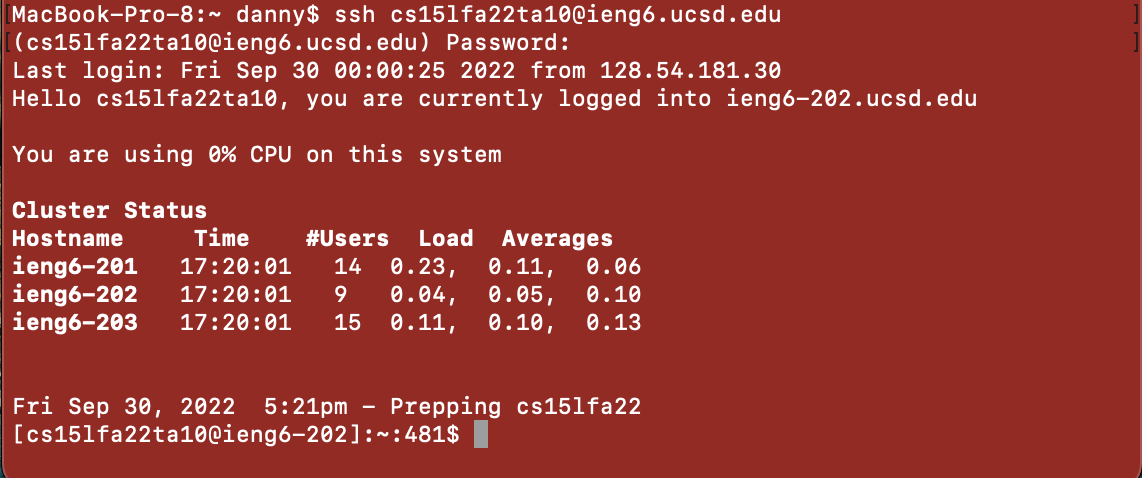 [MacBook-Pro-8:~ danny$ ssh cs15lfa22ta10@ieng6.ucsd.edu ]
[(cs15lfa22ta10@ieng6.ucsd.edu) Password: ]
Last login: Fri Sep 30 00:00:25 2022 from 128.54.181.30
Hello cs15lfa22ta10, you are currently logged into ieng6-202.ucsd.edu
You are using 0% CPU on this system
Cluster Status
Hostname Time #Users Load Averages
ieng6-201 17:20:01 14 0.23, 0.11, 0.06
ieng6-202 17:20:01 9 0.04, 0.05, 0.10
ieng6-203 17:20:01 15 0.11, 0.10, 0.13
Fri Sep 30, 2022 5:21pm - Prepping cs15lfa22
[cs15lfa22ta10@ieng6-202]:~:481$